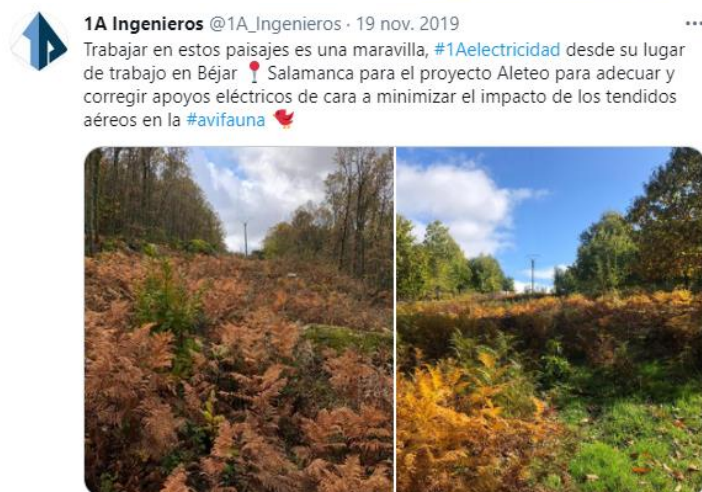 1A Ingenieros @1A_Ingenieros · 19 nov. 2019
Trabajar en estos paisajes es una maravilla, #1Aelectricidad desde su lugar
de trabajo en Béjar 📍 Salamanca para el proyecto Aleteo para adecuar y
corregir apoyos eléctricos de cara a minimizar el impacto de los tendidos
aéreos en la #avifauna 🐦